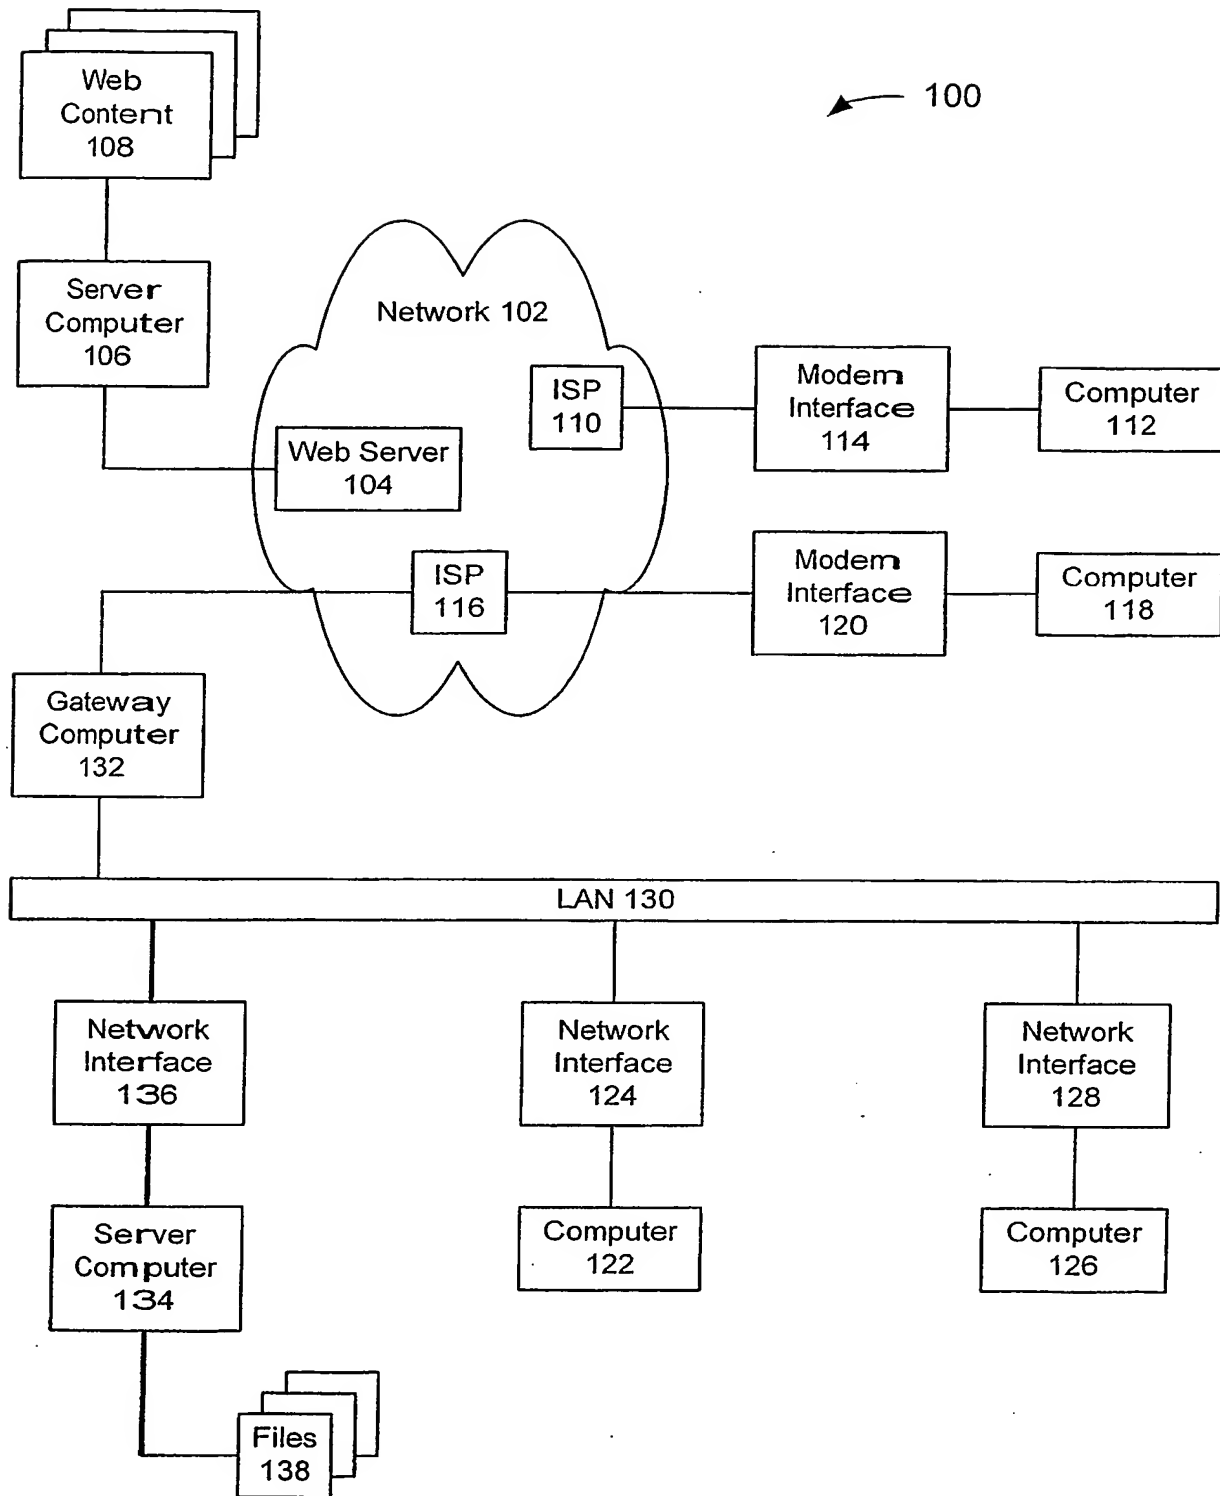 Web
Content
108
100
Server
Computer
106
Network 102
ISP
110
Modem
Interface
114
Computer
112
Web Server
104
ISP
116
Modem
Interface
120
Computer
118
Gateway
Computer
132
LAN 130
Network
Interface
136
Network
Interface
124
Network
Interface
128
Server
Computer
134
Computer
122
Computer
126
Files
138